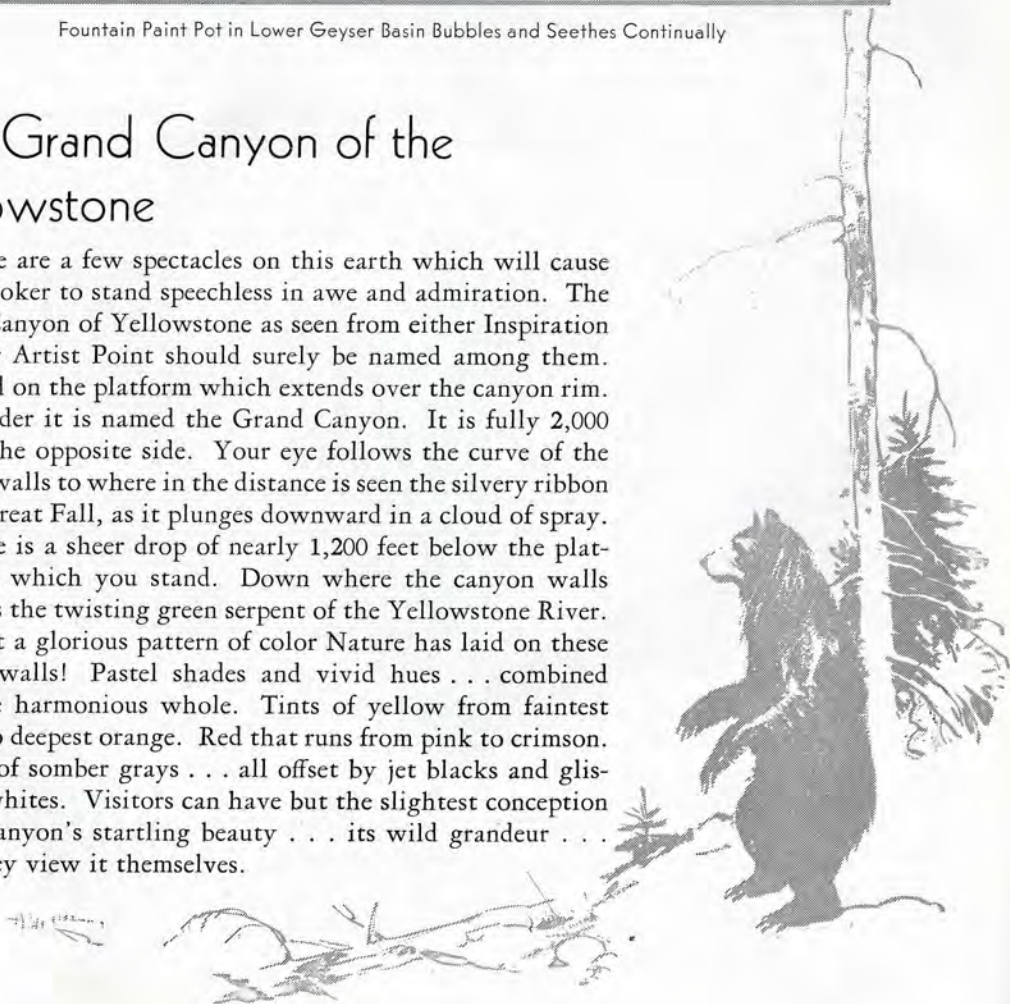 Fountain Paint Pot in Lower Geyser Basin Bubbles and Seethes Continually
Grand Canyon of the
owstone
e are a few spectacles on this earth which will cause
oker to stand speechless in awe and admiration. The
anyon of Yellowstone as seen from either Inspiration
Artist Point should surely be named among them.
on the platform which extends over the canyon rim.
der it is named the Grand Canyon. It is fully 2,000
he opposite side. Your eye follows the curve of the
walls to where in the distance is seen the silvery ribbon
reat Fall, as it plunges downward in a cloud of spray.
e is a sheer drop of nearly 1,200 feet below the plat-
which you stand. Down where the canyon walls
s the twisting green serpent of the Yellowstone River.
t a glorious pattern of color Nature has laid on these
walls! Pastel shades and vivid hues . . . combined
harmonious whole. Tints of yellow from faintest
o deepest orange. Red that runs from pink to crimson.
of somber grays . . . all offset by jet blacks and glis-
whites. Visitors can have but the slightest conception
anyon's startling beauty . . . its wild grandeur . . .
ey view it themselves.